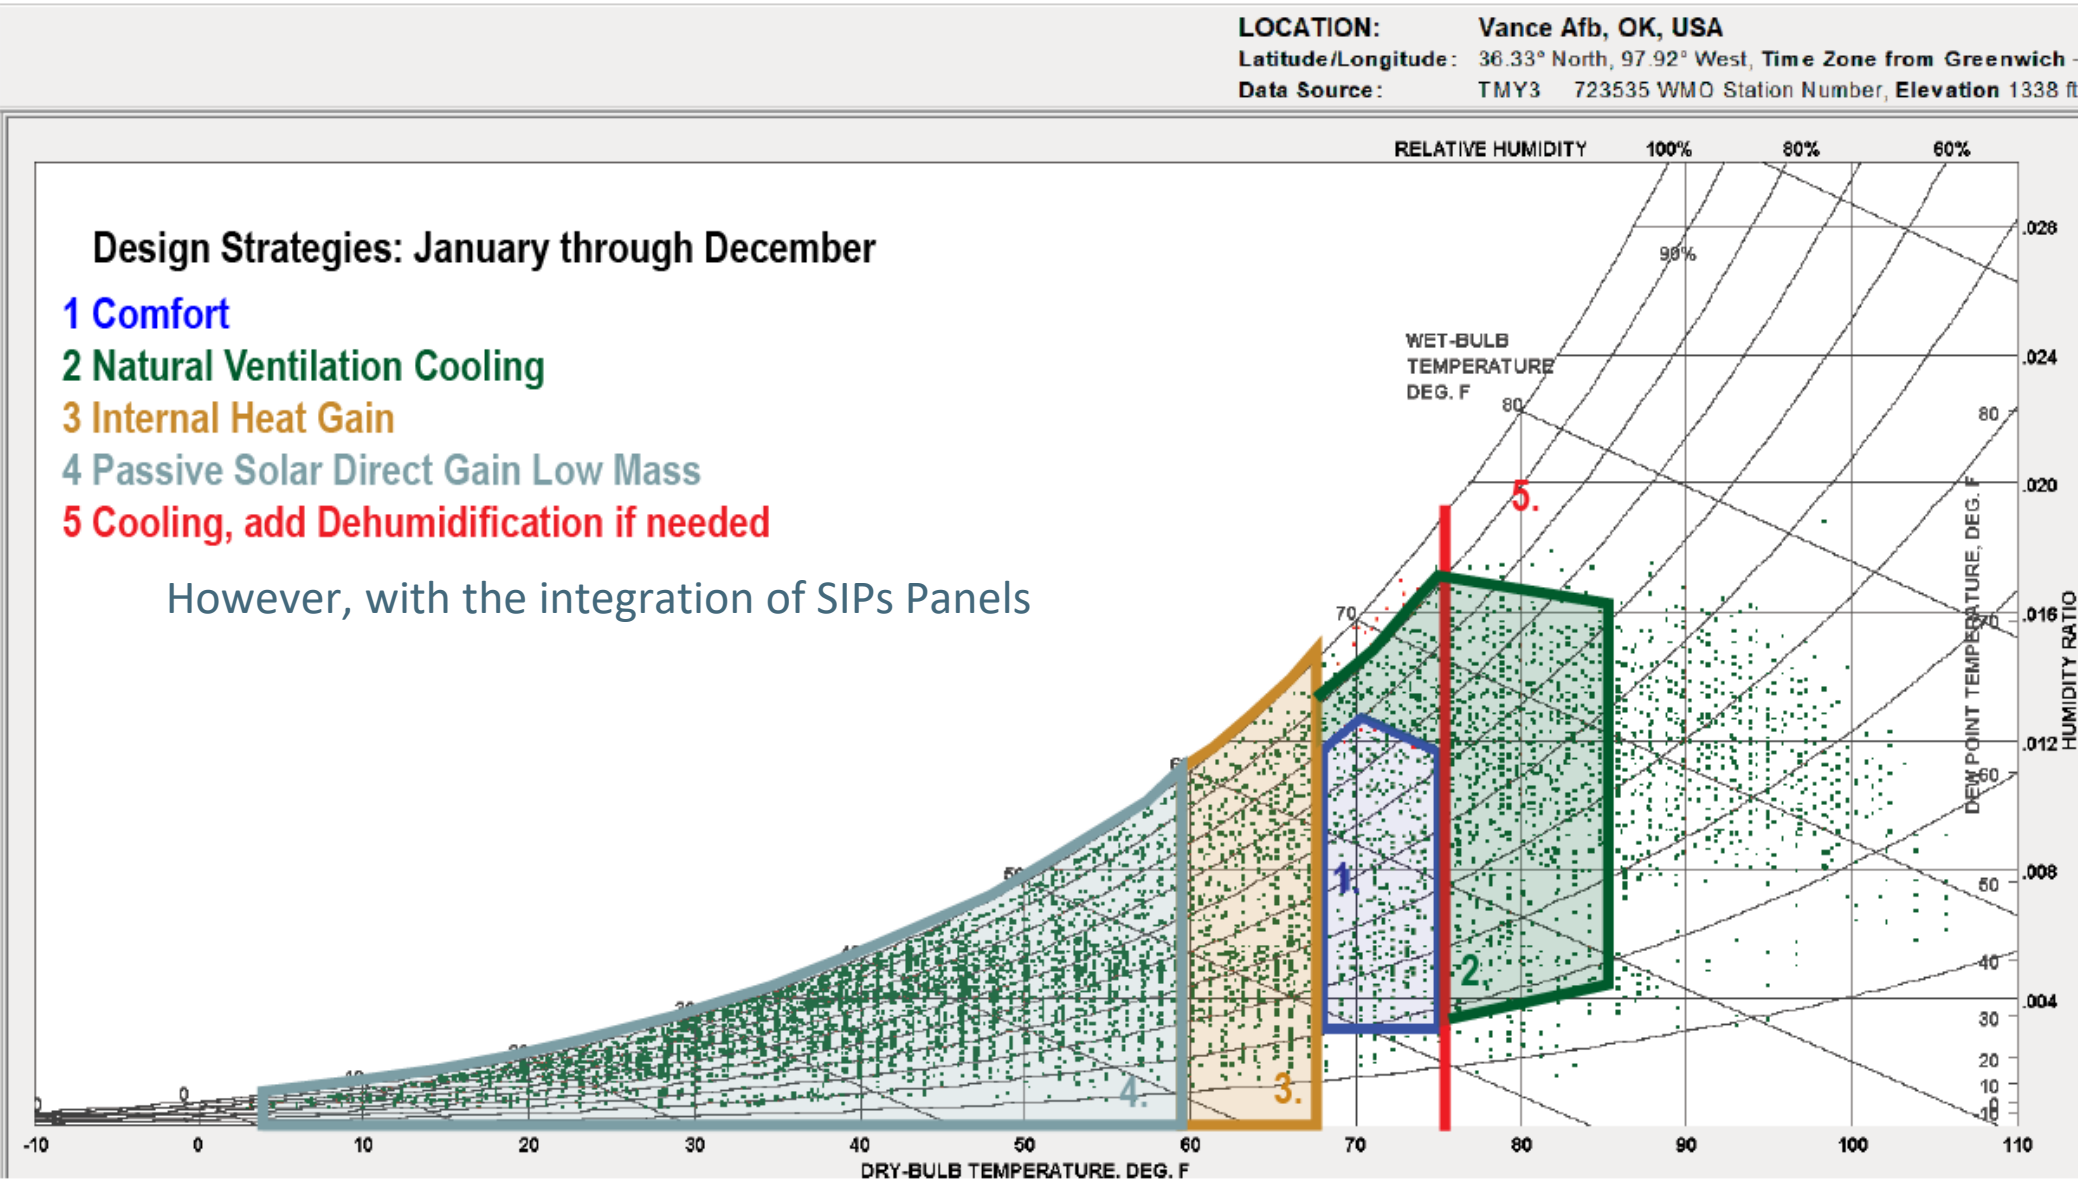 LOCATION: Vance Afb, OK, USA
Latitude/Longitude: 36.33° North, 97.92° West, Time Zone from Greenwich -
Data Source: TMY3 723535 WMO Station Number, Elevation 1338 ft
RELATIVE HUMIDITY 100% 80% 60%
Design Strategies: January through December
1 Comfort
2 Natural Ventilation Cooling
3 Internal Heat Gain
4 Passive Solar Direct Gain Low Mass
5 Cooling, add Dehumidification if needed
However, with the integration of SIPs Panels
90%
WET-BULB
TEMPERATURE
DEG. F
80
70
50
0
5.
1.
2.
3.
4.
.028
.024
.020
.016
.012
.008
.004
HUMIDITY RATIO
DEW POINT TEMPERATURE, DEG. F
80
70
60
50
40
30
20
10
0
-10
-10 0 10 20 30 40 50 60 70 80 90 100 110
DRY-BULB TEMPERATURE. DEG. F